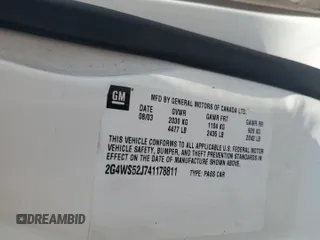 GM
MFD BY GENERAL MOTORS OF CANADA LTD.
DATE GVWR GAWR FRT GAWR RR
08/03 2030 KG 1104 KG 926 KG
4477 LB 2435 LB 2042 LB
THIS VEHICLE CONFORMS TO ALL APPLICABLE U.S. FEDERAL MOTOR
VEHICLE SAFETY, BUMPER, AND THEFT PREVENTION STANDARDS IN
EFFECT ON THE DATE OF MANUFACTURE SHOWN ABOVE.
2G4WS52J741178811 TYPE: PASS CAR
AUTOBIDMASTER